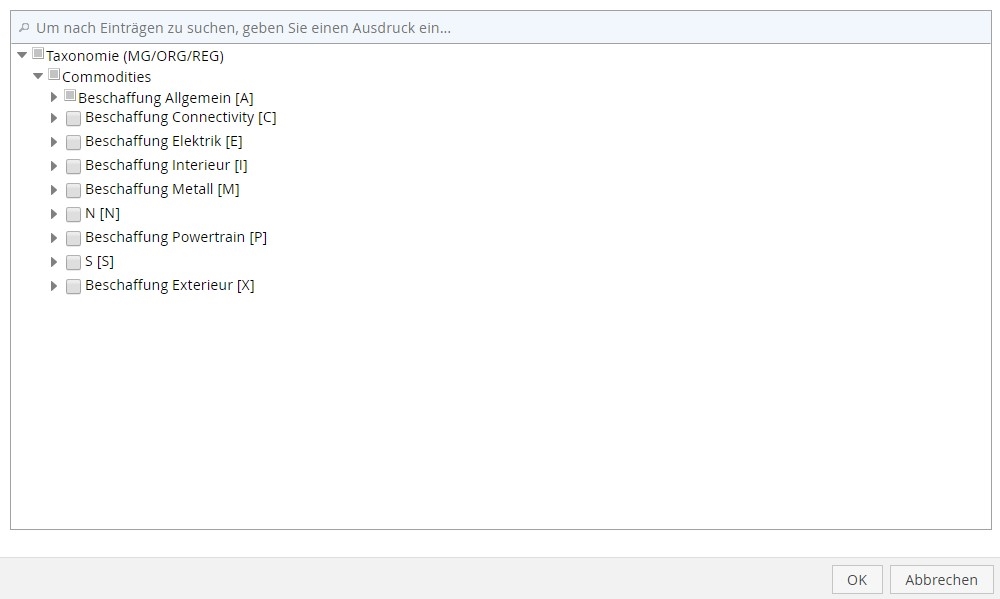 Um nach Einträgen zu suchen, geben Sie einen Ausdruck ein...
Taxonomie (MG/ORG/REG)
Commodities
Beschaffung Allgemein [A]
Beschaffung Connectivity [C]
Beschaffung Elektrik [E]
Beschaffung Interieur [I]
Beschaffung Metall [M]
N [N]
Beschaffung Powertrain [P]
S [S]
Beschaffung Exterieur [X]
OK Abbrechen